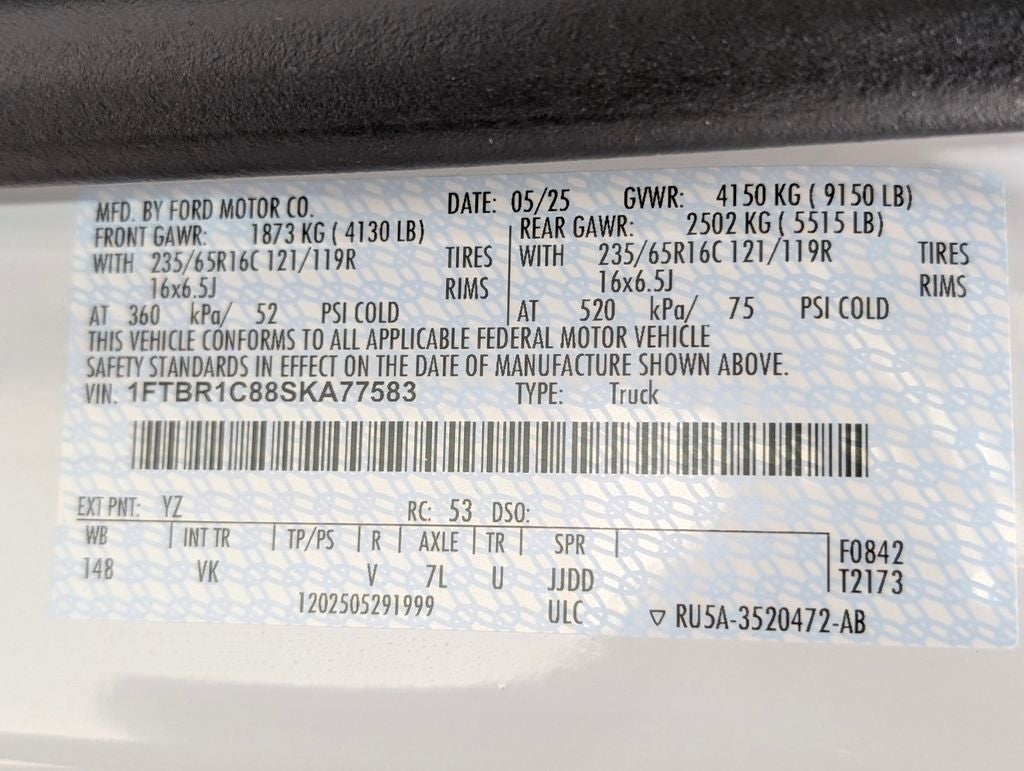 MFD. BY FORD MOTOR CO. DATE: 05/25 GVWR: 4150 KG ( 9150 LB)
FRONT GAWR: 1873 KG ( 4130 LB) REAR GAWR: 2502 KG ( 5515 LB)
WITH 235/65R16C 121/119R TIRES WITH 235/65R16C 121/119R TIRES
16x6.5J RIMS 16x6.5J RIMS
AT 360 kPa/ 52 PSI COLD AT 520 kPa/ 75 PSI COLD
THIS VEHICLE CONFORMS TO ALL APPLICABLE FEDERAL MOTOR VEHICLE
SAFETY STANDARDS IN EFFECT ON THE DATE OF MANUFACTURE SHOWN ABOVE.
VIN: 1FTBR1C88SKA77583 TYPE: Truck
EXT PNT: YZ RC: 53 DSO:
WB INT TR TP/PS R AXLE TR SPR F0842
148 VK V 7L U JJDD T2173
1202505291999 ULC ▽ RU5A-3520472-AB